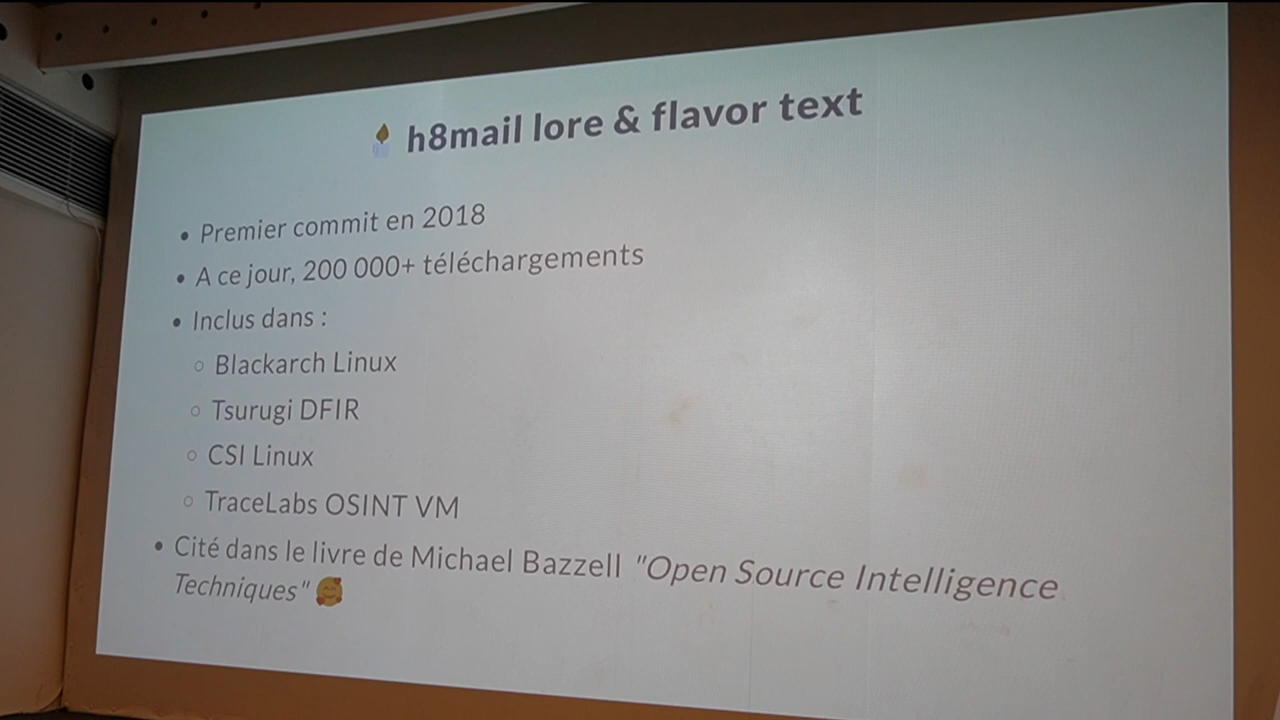 🕯️ h8mail lore & flavor text
• Premier commit en 2018
• A ce jour, 200 000+ téléchargements
• Inclus dans :
○ Blackarch Linux
○ Tsurugi DFIR
○ CSI Linux
○ TraceLabs OSINT VM
• Cité dans le livre de Michael Bazzell "Open Source Intelligence
Techniques" 🥰